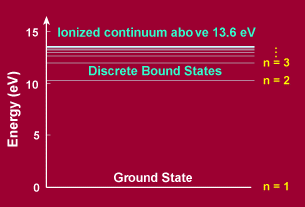 Ionized continuum above 13.6 eV
15
⋮
n = 3
Discrete Bound States
n = 2
10
Energy (eV)
5
Ground State
0
n = 1